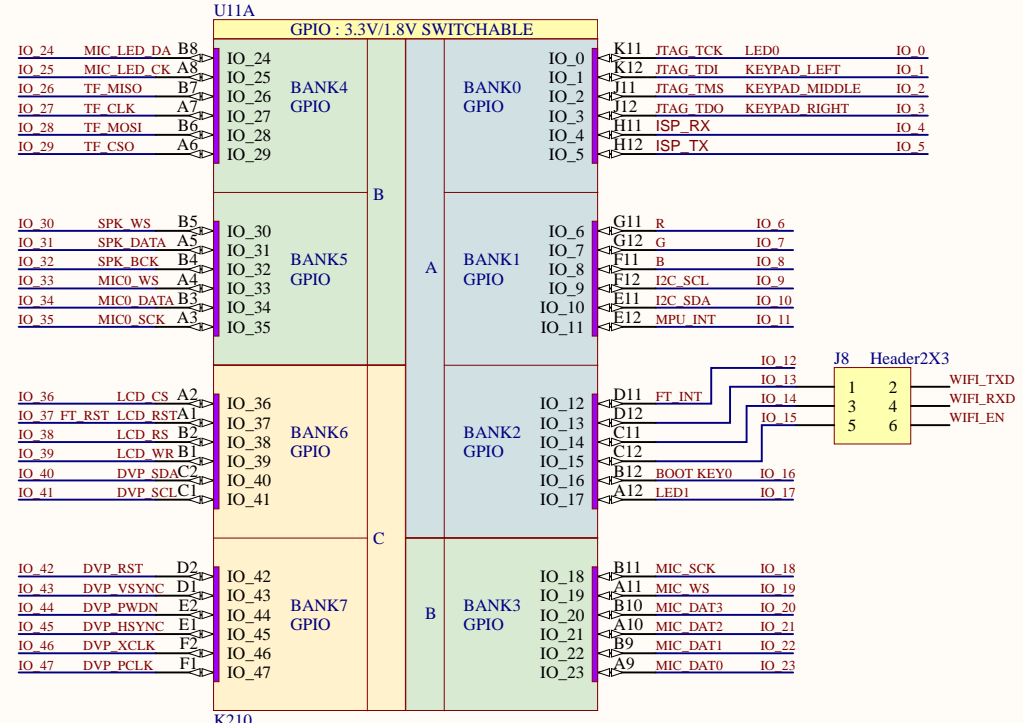 U11A
GPIO : 3.3V/1.8V SWITCHABLE
IO_24 MIC_LED_DA B8 IO_24
IO_25 MIC_LED_CK A8 IO_25
IO_26 TF_MISO B7 IO_26
IO_27 TF_CLK A7 IO_27
IO_28 TF_MOSI B6 IO_28
IO_29 TF_CSO A6 IO_29
BANK4
GPIO
BANK0
GPIO
IO_0 K11 JTAG_TCK LED0 IO_0
IO_1 K12 JTAG_TDI KEYPAD_LEFT IO_1
IO_2 J11 JTAG_TMS KEYPAD_MIDDLE IO_2
IO_3 J12 JTAG_TDO KEYPAD_RIGHT IO_3
IO_4 H11 ISP_RX IO_4
IO_5 H12 ISP_TX IO_5
B
IO_30 SPK_WS B5 IO_30
IO_31 SPK_DATA A5 IO_31
IO_32 SPK_BCK B4 IO_32
IO_33 MIC0_WS A4 IO_33
IO_34 MIC0_DATA B3 IO_34
IO_35 MIC0_SCK A3 IO_35
BANK5
GPIO
A
BANK1
GPIO
IO_6 G11 R IO_6
IO_7 G12 G IO_7
IO_8 F11 B IO_8
IO_9 F12 I2C_SCL IO_9
IO_10 E11 I2C_SDA IO_10
IO_11 E12 MPU_INT IO_11
IO_36 LCD_CS A2 IO_36
IO_37 FT_RST LCD_RST A1 IO_37
IO_38 LCD_RS B2 IO_38
IO_39 LCD_WR B1 IO_39
IO_40 DVP_SDA C2 IO_40
IO_41 DVP_SCL C1 IO_41
BANK6
GPIO
BANK2
GPIO
IO_12 D11 FT_INT IO_12
IO_13 D12 IO_13
IO_14 C11 IO_14
IO_15 C12 IO_15
IO_16 B12 BOOT KEY0 IO_16
IO_17 A12 LED1 IO_17
J8 Header2X3
1 2 WIFI_TXD
3 4 WIFI_RXD
5 6 WIFI_EN
C
IO_42 DVP_RST D2 IO_42
IO_43 DVP_VSYNC D1 IO_43
IO_44 DVP_PWDN E2 IO_44
IO_45 DVP_HSYNC E1 IO_45
IO_46 DVP_XCLK F2 IO_46
IO_47 DVP_PCLK F1 IO_47
BANK7
GPIO
B
BANK3
GPIO
IO_18 B11 MIC_SCK IO_18
IO_19 A11 MIC_WS IO_19
IO_20 B10 MIC_DAT3 IO_20
IO_21 A10 MIC_DAT2 IO_21
IO_22 B9 MIC_DAT1 IO_22
IO_23 A9 MIC_DAT0 IO_23
K210